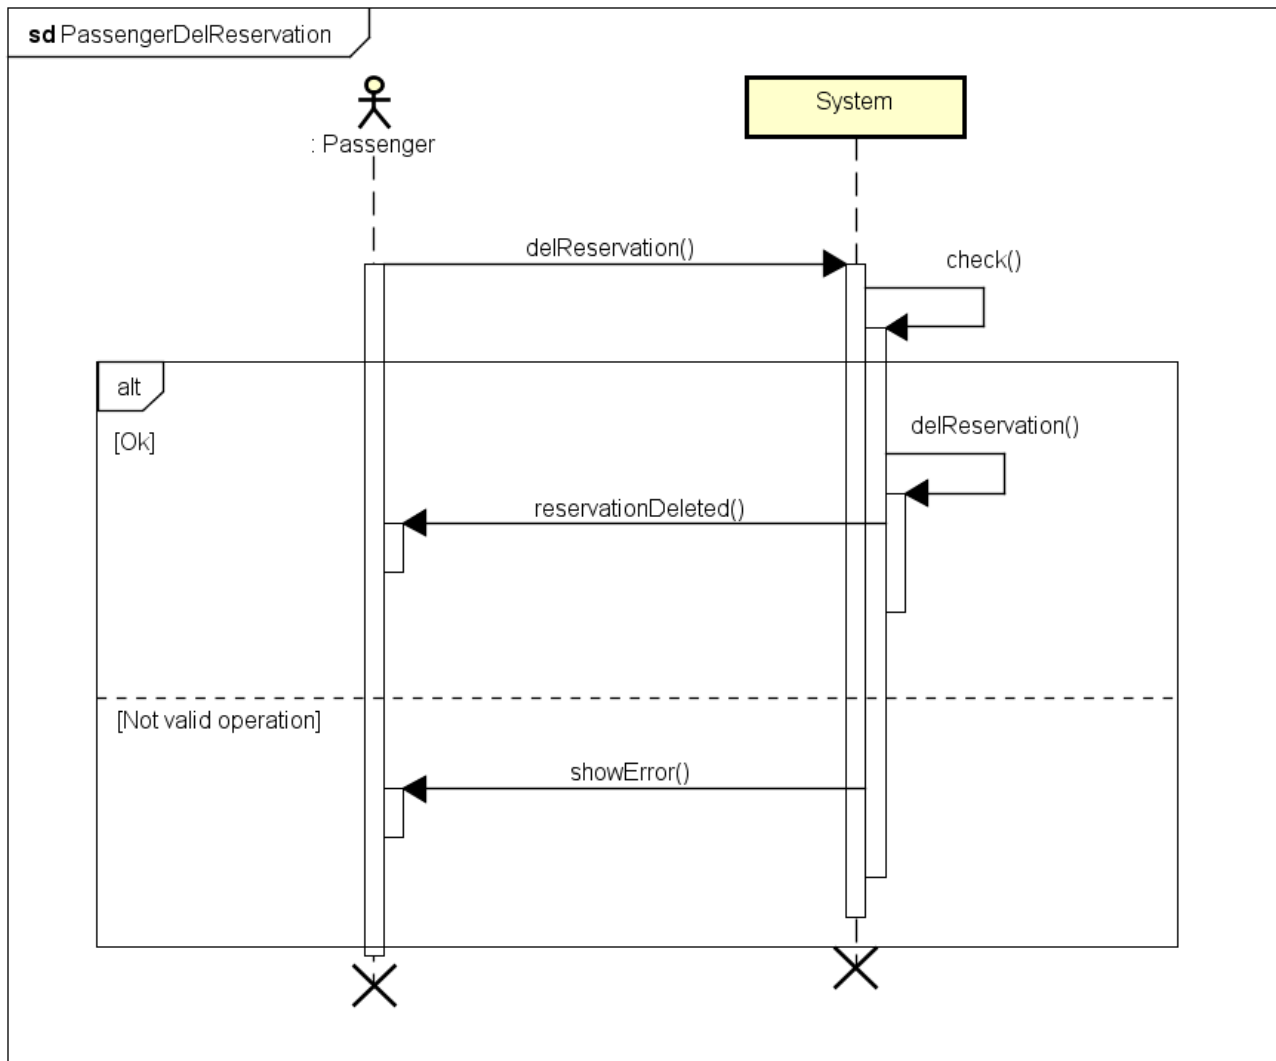 sd PassengerDelReservation
: Passenger
System
delReservation()
check()
alt
[Ok]
delReservation()
reservationDeleted()
[Not valid operation]
showError()